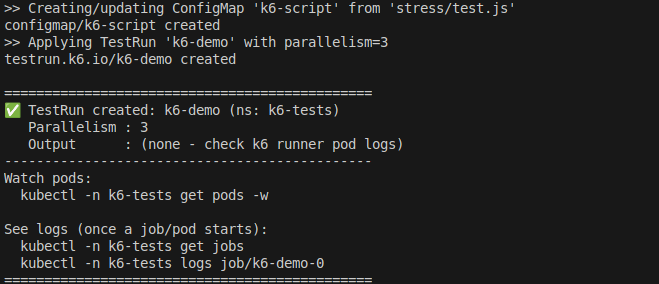 >> Creating/updating ConfigMap 'k6-script' from 'stress/test.js'
configmap/k6-script created
>> Applying TestRun 'k6-demo' with parallelism=3
testrun.k6.io/k6-demo created

==============================================
✅ TestRun created: k6-demo (ns: k6-tests)
   Parallelism : 3
   Output      : (none - check k6 runner pod logs)
----------------------------------------------
Watch pods:
  kubectl -n k6-tests get pods -w

See logs (once a job/pod starts):
  kubectl -n k6-tests get jobs
  kubectl -n k6-tests logs job/k6-demo-0
==============================================